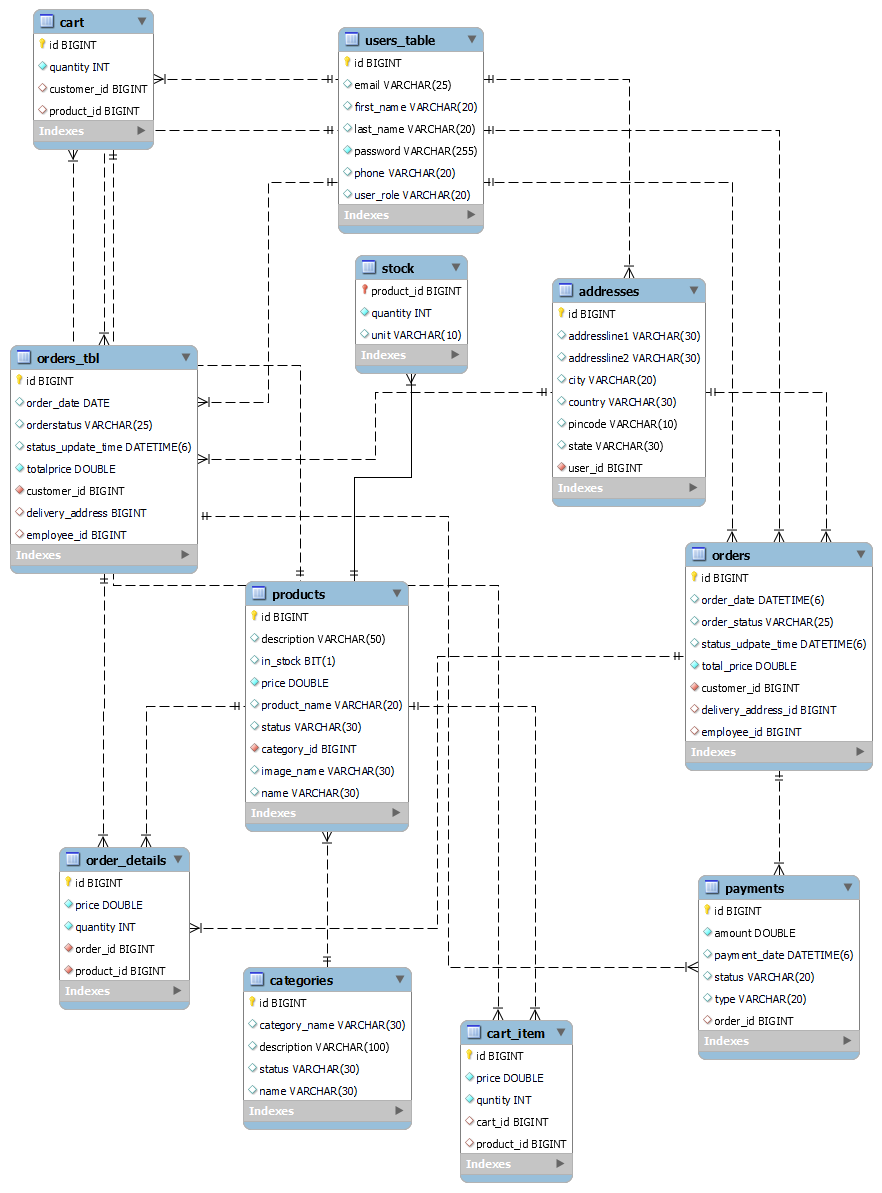 cart
id BIGINT
quantity INT
customer_id BIGINT
product_id BIGINT
Indexes
users_table
id BIGINT
email VARCHAR(25)
first_name VARCHAR(20)
last_name VARCHAR(20)
password VARCHAR(255)
phone VARCHAR(20)
user_role VARCHAR(20)
Indexes
stock
product_id BIGINT
quantity INT
unit VARCHAR(10)
Indexes
addresses
id BIGINT
addressline1 VARCHAR(30)
addressline2 VARCHAR(30)
city VARCHAR(20)
country VARCHAR(30)
pincode VARCHAR(10)
state VARCHAR(30)
user_id BIGINT
Indexes
orders_tbl
id BIGINT
order_date DATE
orderstatus VARCHAR(25)
status_update_time DATETIME(6)
totalprice DOUBLE
customer_id BIGINT
delivery_address BIGINT
employee_id BIGINT
Indexes
products
id BIGINT
description VARCHAR(50)
in_stock BIT(1)
price DOUBLE
product_name VARCHAR(20)
status VARCHAR(30)
category_id BIGINT
image_name VARCHAR(30)
name VARCHAR(30)
Indexes
orders
id BIGINT
order_date DATETIME(6)
order_status VARCHAR(25)
status_udpate_time DATETIME(6)
total_price DOUBLE
customer_id BIGINT
delivery_address_id BIGINT
employee_id BIGINT
Indexes
order_details
id BIGINT
price DOUBLE
quantity INT
order_id BIGINT
product_id BIGINT
Indexes
categories
id BIGINT
category_name VARCHAR(30)
description VARCHAR(100)
status VARCHAR(30)
name VARCHAR(30)
Indexes
payments
id BIGINT
amount DOUBLE
payment_date DATETIME(6)
status VARCHAR(20)
type VARCHAR(20)
order_id BIGINT
Indexes
cart_item
id BIGINT
price DOUBLE
quntity INT
cart_id BIGINT
product_id BIGINT
Indexes